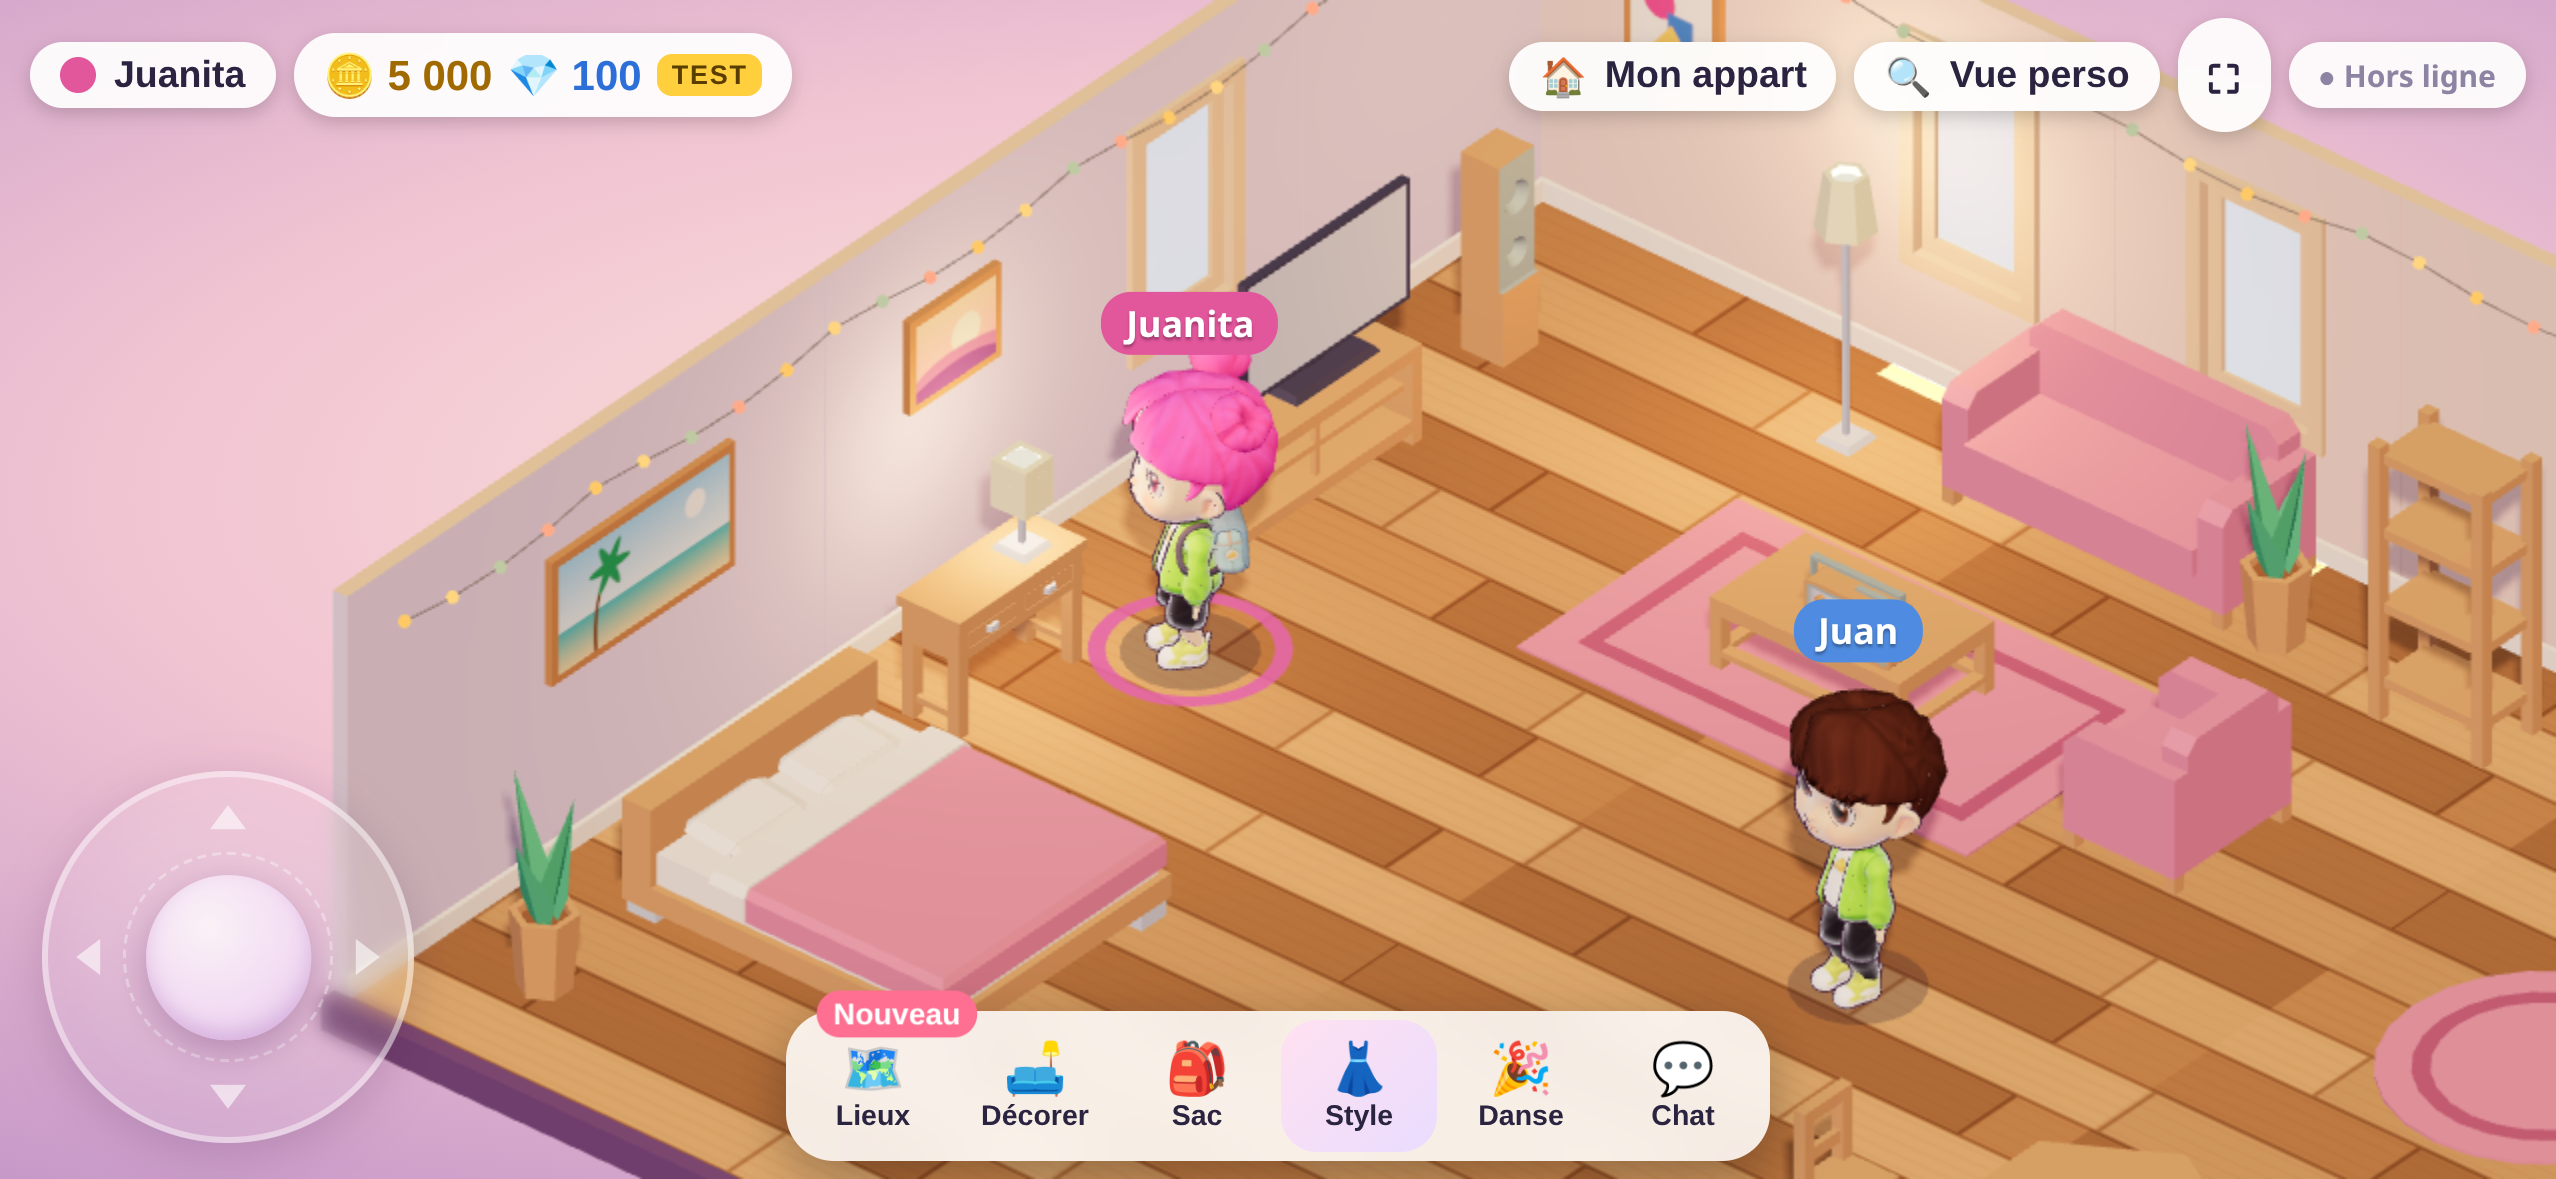 Juanita
5 000 100 TEST
Mon appart
Vue perso
Hors ligne
Juanita
Juan
Nouveau
Lieux
Décorer
Sac
Style
Danse
Chat